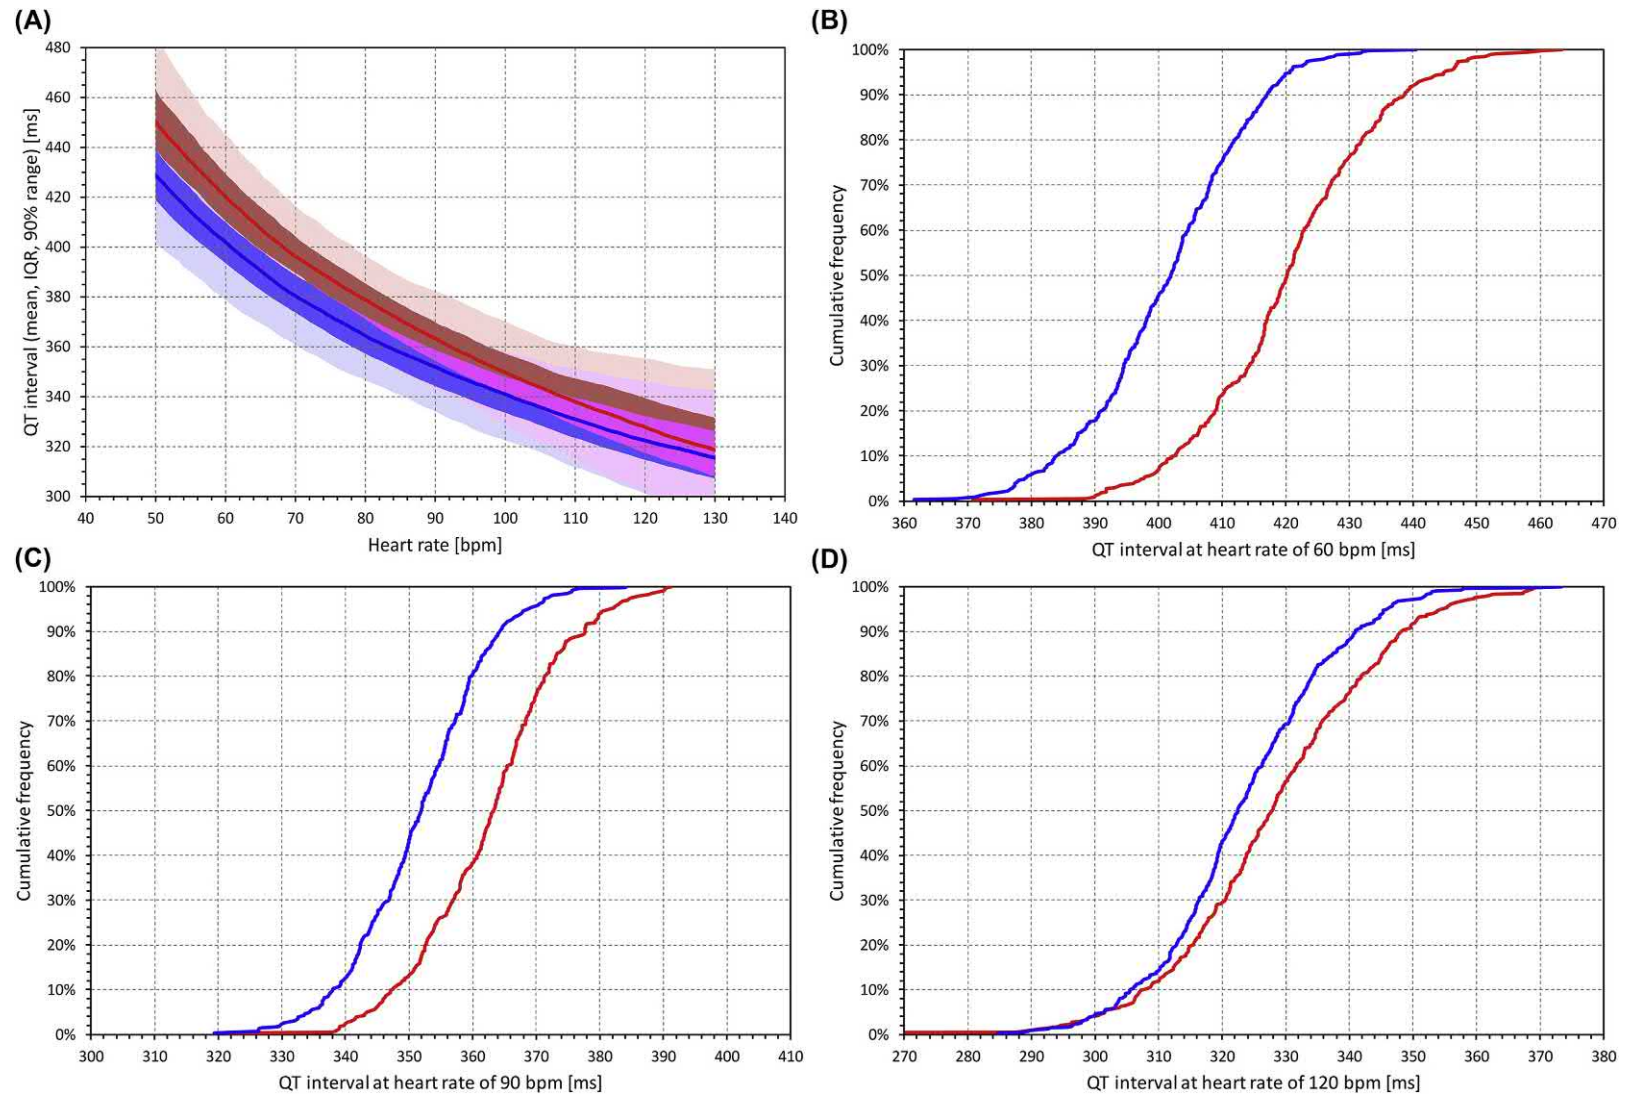 (A)
QT interval (mean, IQR, 90% range) [ms]
480
460
440
420
400
380
360
340
320
300
40 50 60 70 80 90 100 110 120 130 140
Heart rate [bpm]
(B)
Cumulative frequency
100%
90%
80%
70%
60%
50%
40%
30%
20%
10%
0%
360 370 380 390 400 410 420 430 440 450 460 470
QT interval at heart rate of 60 bpm [ms]
(C)
Cumulative frequency
100%
90%
80%
70%
60%
50%
40%
30%
20%
10%
0%
300 310 320 330 340 350 360 370 380 390 400 410
QT interval at heart rate of 90 bpm [ms]
(D)
Cumulative frequency
100%
90%
80%
70%
60%
50%
40%
30%
20%
10%
0%
270 280 290 300 310 320 330 340 350 360 370 380
QT interval at heart rate of 120 bpm [ms]